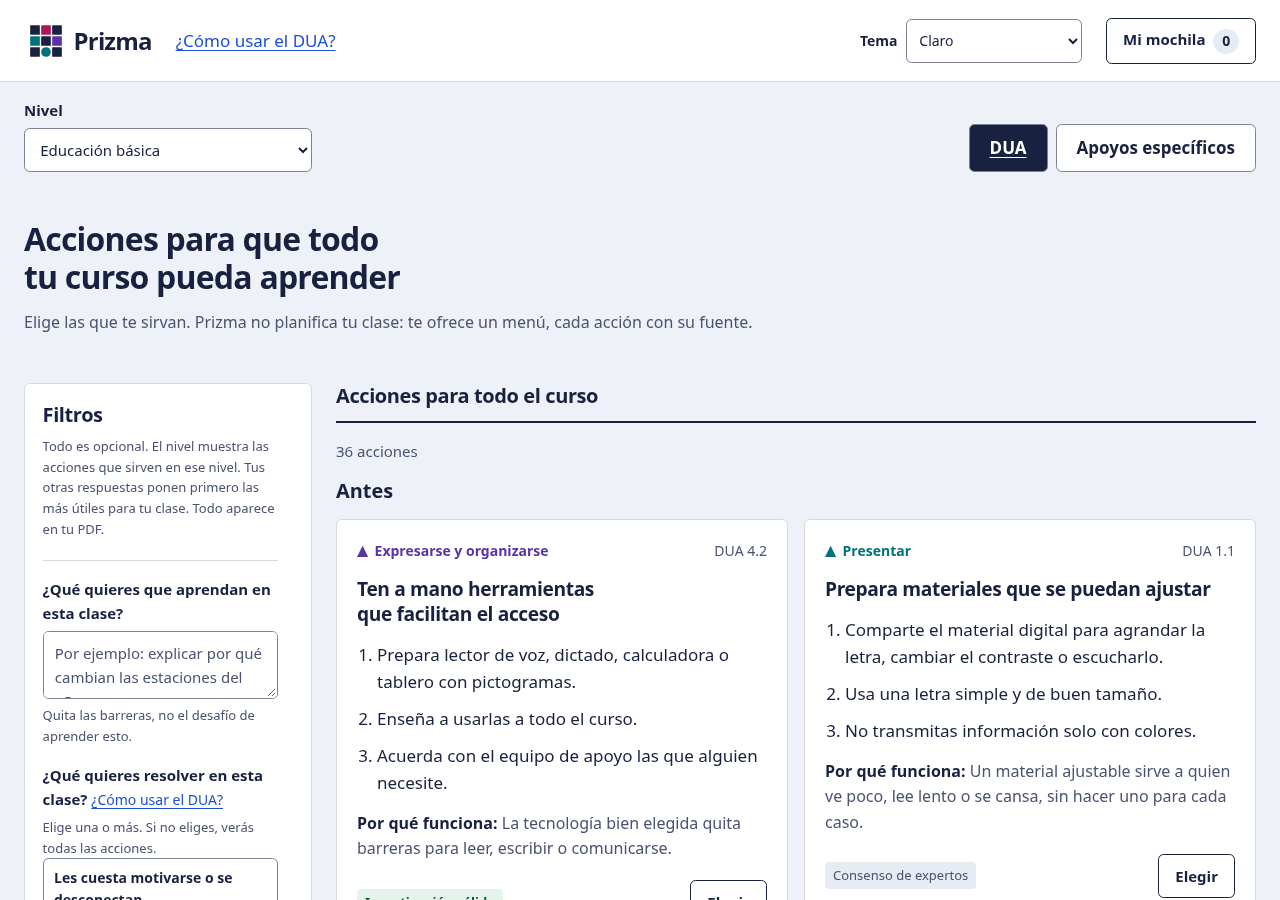 Prizma
¿Cómo usar el DUA?
Tema
Claro
Mi mochila 0
Nivel
Educación básica
DUA
Apoyos específicos
Acciones para que todo
tu curso pueda aprender
Elige las que te sirvan. Prizma no planifica tu clase: te ofrece un menú, cada acción con su fuente.
Filtros
Todo es opcional. El nivel muestra las
acciones que sirven en ese nivel. Tus
otras respuestas ponen primero las
más útiles para tu clase. Todo aparece
en tu PDF.
¿Qué quieres que aprendan en
esta clase?
Por ejemplo: explicar por qué
cambian las estaciones del
Quita las barreras, no el desafío de
aprender esto.
¿Qué quieres resolver en esta
clase? ¿Cómo usar el DUA?
Elige una o más. Si no eliges, verás
todas las acciones.
Les cuesta motivarse o se
desconectan
Acciones para todo el curso
36 acciones
Antes
Expresarse y organizarse
DUA 4.2
Ten a mano herramientas
que facilitan el acceso
1. Prepara lector de voz, dictado, calculadora o
tablero con pictogramas.
2. Enseña a usarlas a todo el curso.
3. Acuerda con el equipo de apoyo las que alguien
necesite.
Por qué funciona: La tecnología bien elegida quita
barreras para leer, escribir o comunicarse.
Presentar
DUA 1.1
Prepara materiales que se puedan ajustar
1. Comparte el material digital para agrandar la
letra, cambiar el contraste o escucharlo.
2. Usa una letra simple y de buen tamaño.
3. No transmitas información solo con colores.
Por qué funciona: Un material ajustable sirve a quien
ve poco, lee lento o se cansa, sin hacer uno para cada
caso.
Consenso de expertos
Elegir